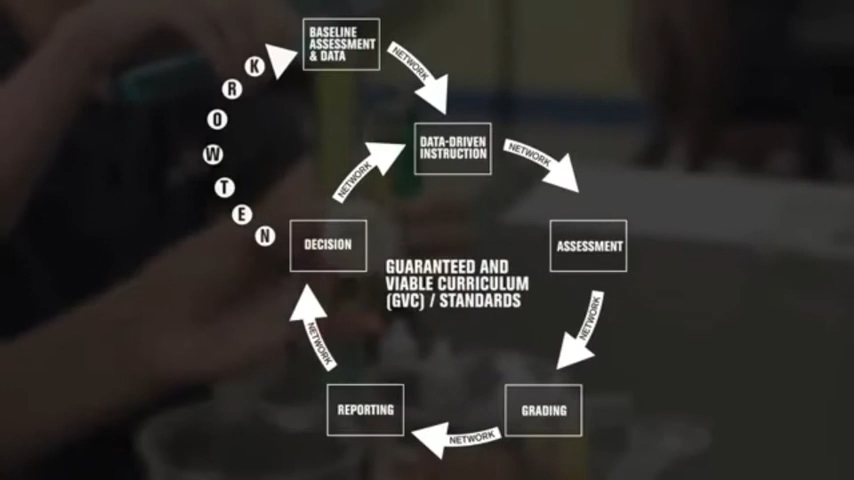 BASELINE
ASSESSMENT
& DATA
NETWORK
NETWORK
DATA-DRIVEN
INSTRUCTION
NETWORK
NETWORK
DECISION
ASSESSMENT
GUARANTEED AND
VIABLE CURRICULUM
(GVC) / STANDARDS
NETWORK
NETWORK
REPORTING
GRADING
NETWORK